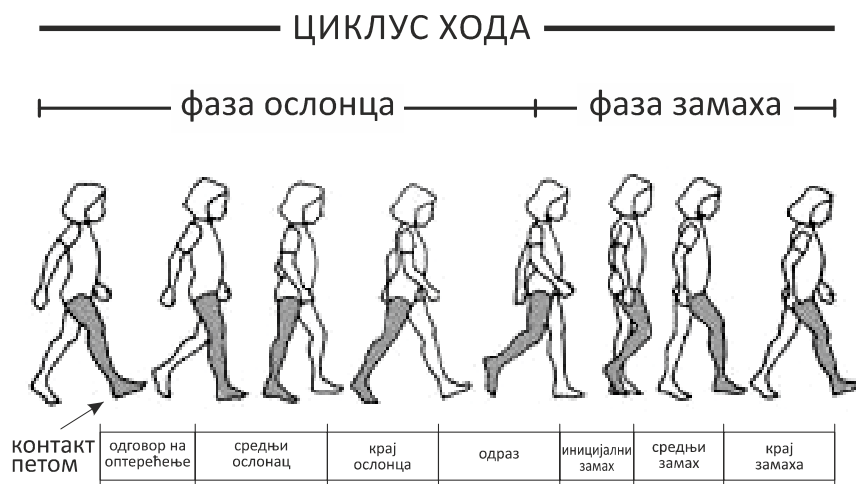 ЦИКЛУС ХОДА
фаза ослонца
фаза замаха
контакт
петом
одговор на
оптерећење
средњи
ослонац
крај
ослонца
одраз
иницијални
замах
средњи
замах
крај
замаха